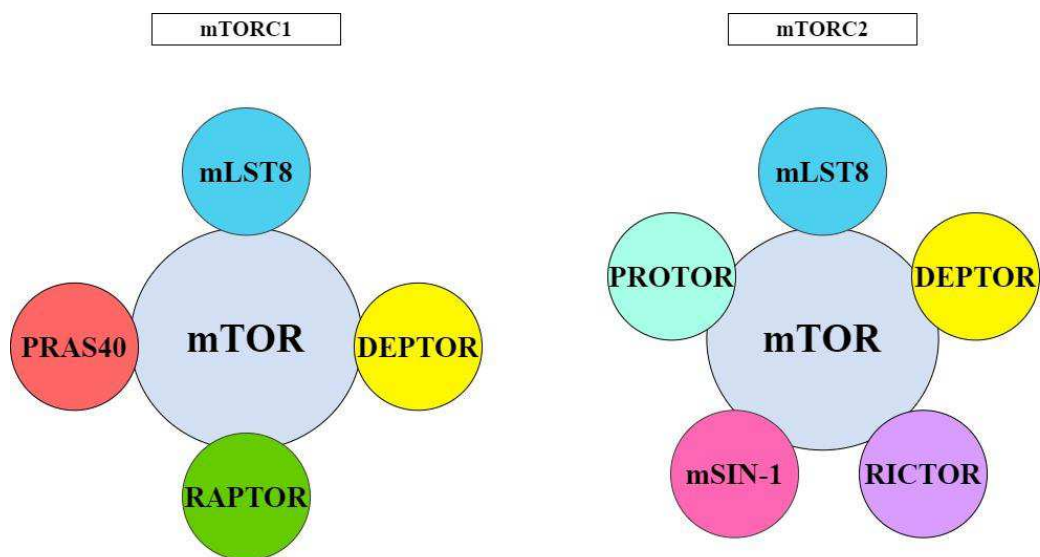 mTORC1
mLST8
PRAS40
mTOR
DEPTOR
RAPTOR
mTORC2
mLST8
PROTOR
DEPTOR
mTOR
mSIN-1
RICTOR